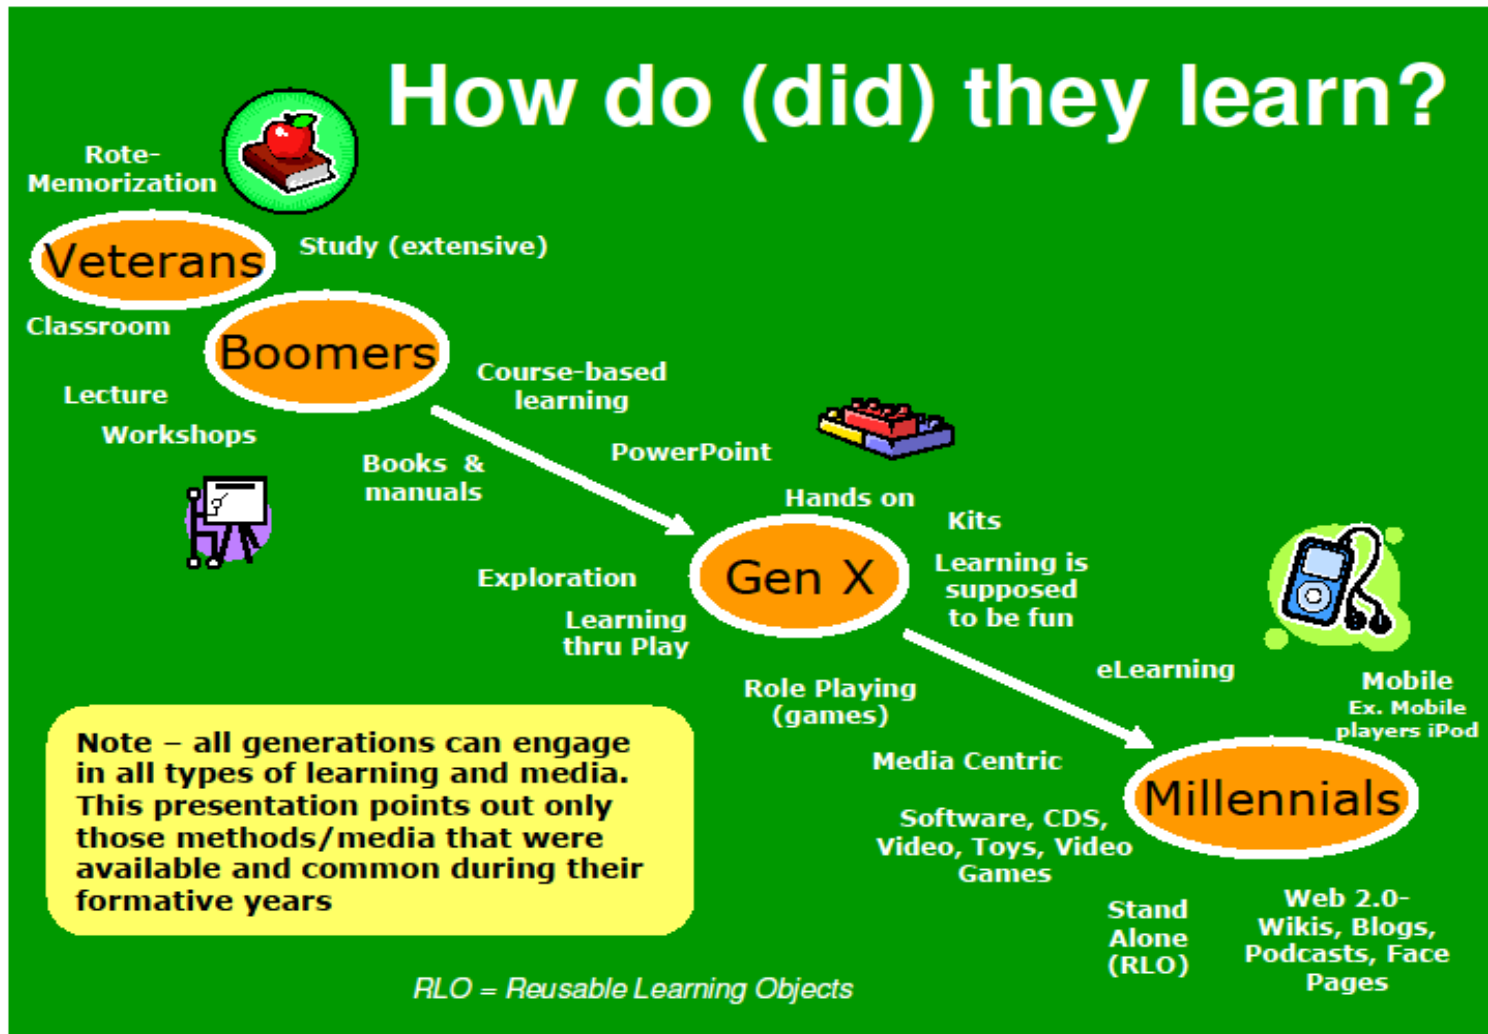 How do (did) they learn?
Rote-
Memorization
Veterans
Study (extensive)
Classroom
Boomers
Lecture
Workshops
Course-based
learning
Books &
manuals
PowerPoint
Hands on
Kits
Gen X
Exploration
Learning is
supposed
to be fun
Learning
thru Play
Role Playing
(games)
eLearning
Mobile
Ex. Mobile
players iPod
Media Centric
Millennials
Software, CDS,
Video, Toys, Video
Games
Stand
Alone
(RLO)
Web 2.0-
Wikis, Blogs,
Podcasts, Face
Pages
Note – all generations can engage
in all types of learning and media.
This presentation points out only
those methods/media that were
available and common during their
formative years
RLO = Reusable Learning Objects